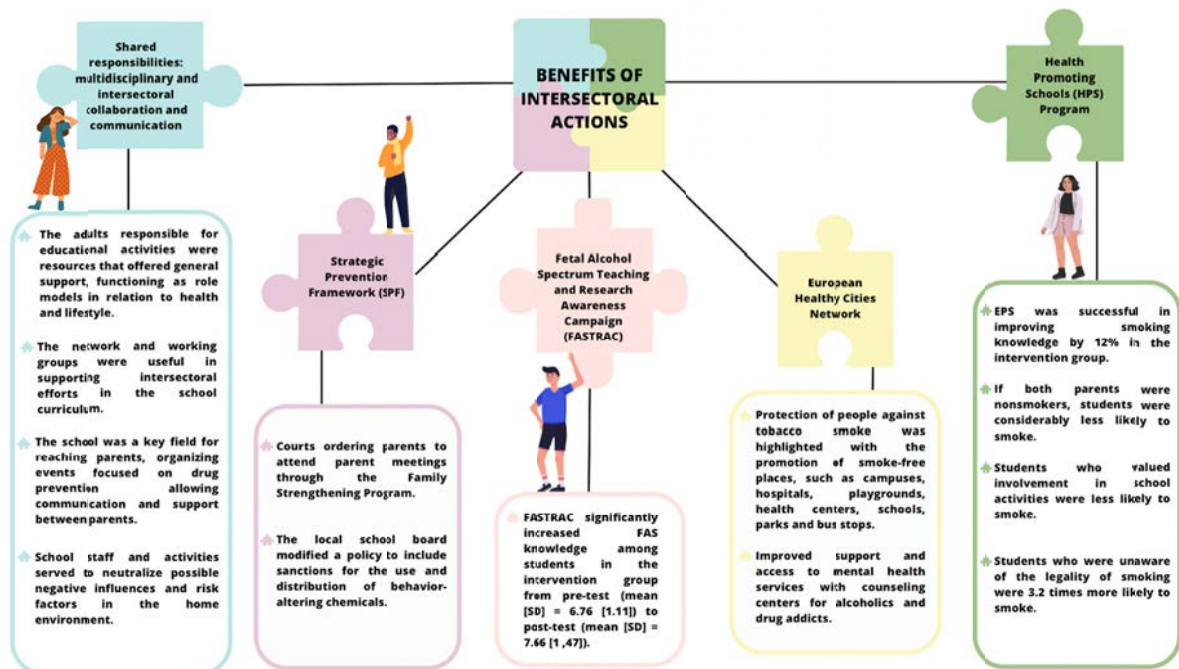 BENEFITS OF
INTERSECTORAL
ACTIONS
Shared
responsibilities:
multidisciplinary and
intersectoral
collaboration and
communication
The adults responsible for
educational activities were
resources that offered general
support, functioning as role
models in relation to health
and lifestyle.
The network and working
groups were useful in
supporting intersectoral
efforts in the school
curriculum.
The school was a key field for
reaching parents, organizing
events focused on drug
prevention allowing
communication and support
between parents.
School staff and activities
served to neutralize possible
negative influences and risk
factors in the home
environment.
Strategic
Prevention
Framework (SPF)
Courts ordering parents to
attend parent meetings
through the Family
Strengthening Program.
The local school board
modified a policy to include
sanctions for the use and
distribution of behavior-
altering chemicals.
Fetal Alcohol
Spectrum Teaching
and Research
Awareness
Campaign
(FASTRAC)
FASTRAC significantly
increased FAS
knowledge among
students in the
intervention group
from pre-test (mean
[SD] = 6.76 [1.11]) to
post-test (mean [SD] =
7.66 [1 ,47]).
European
Healthy Cities
Network
Protection of people against
tobacco smoke was
highlighted with the
promotion of smoke-free
places, such as campuses,
hospitals, playgrounds,
health centers, schools,
parks and bus stops.
Improved support and
access to mental health
services with counseling
centers for alcoholics and
drug addicts.
Health
Promoting
Schools (HPS)
Program
EPS was successful in
improving smoking
knowledge by 12% in the
intervention group.
If both parents were
nonsmokers, students were
considerably less likely to
smoke.
Students who valued
involvement in school
activities were less likely to
smoke.
Students who were unaware
of the legality of smoking
were 3.2 times more likely to
smoke.